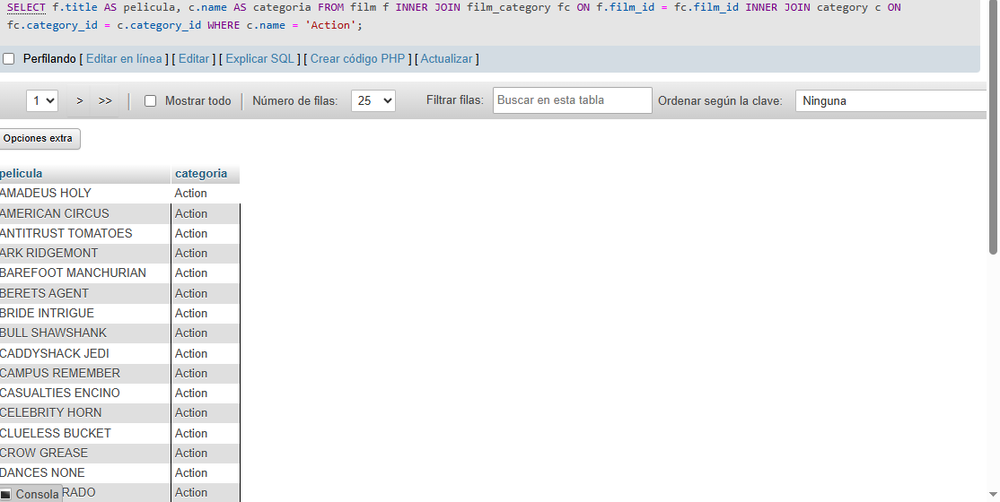 SELECT f.title AS pelicula, c.name AS categoria FROM film f INNER JOIN film_category fc ON f.film_id = fc.film_id INNER JOIN category c ON
fc.category_id = c.category_id WHERE c.name = 'Action';
Perfilando [ Editar en línea ] [ Editar ] [ Explicar SQL ] [ Crear código PHP ] [ Actualizar ]
1 > >> | Mostrar todo | Número de filas: 25 Filtrar filas: Buscar en esta tabla Ordenar según la clave: Ninguna
Opciones extra
pelicula categoria
AMADEUS HOLY Action
AMERICAN CIRCUS Action
ANTITRUST TOMATOES Action
ARK RIDGEMONT Action
BAREFOOT MANCHURIAN Action
BERETS AGENT Action
BRIDE INTRIGUE Action
BULL SHAWSHANK Action
CADDYSHACK JEDI Action
CAMPUS REMEMBER Action
CASUALTIES ENCINO Action
CELEBRITY HORN Action
CLUELESS BUCKET Action
CROW GREASE Action
DANCES NONE Action
Consola RADO Action